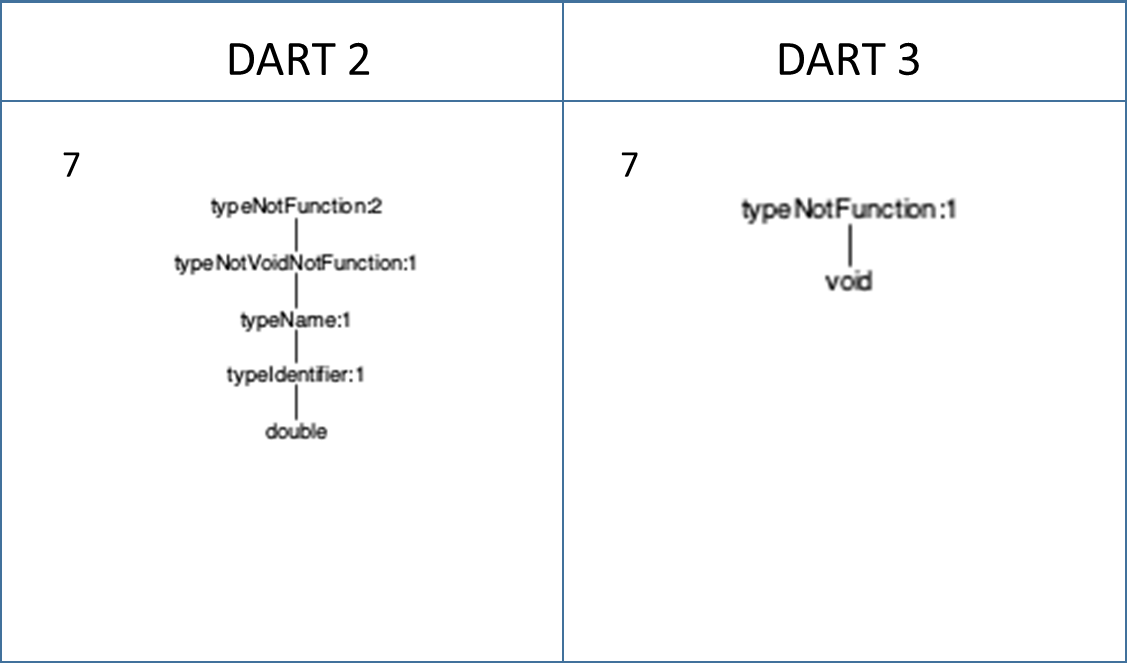 DART 2
DART 3
7
typeNotFunction:2
typeNotVoidNotFunction:1
typeName:1
typeIdentifier:1
double
7
typeNotFunction:1
void